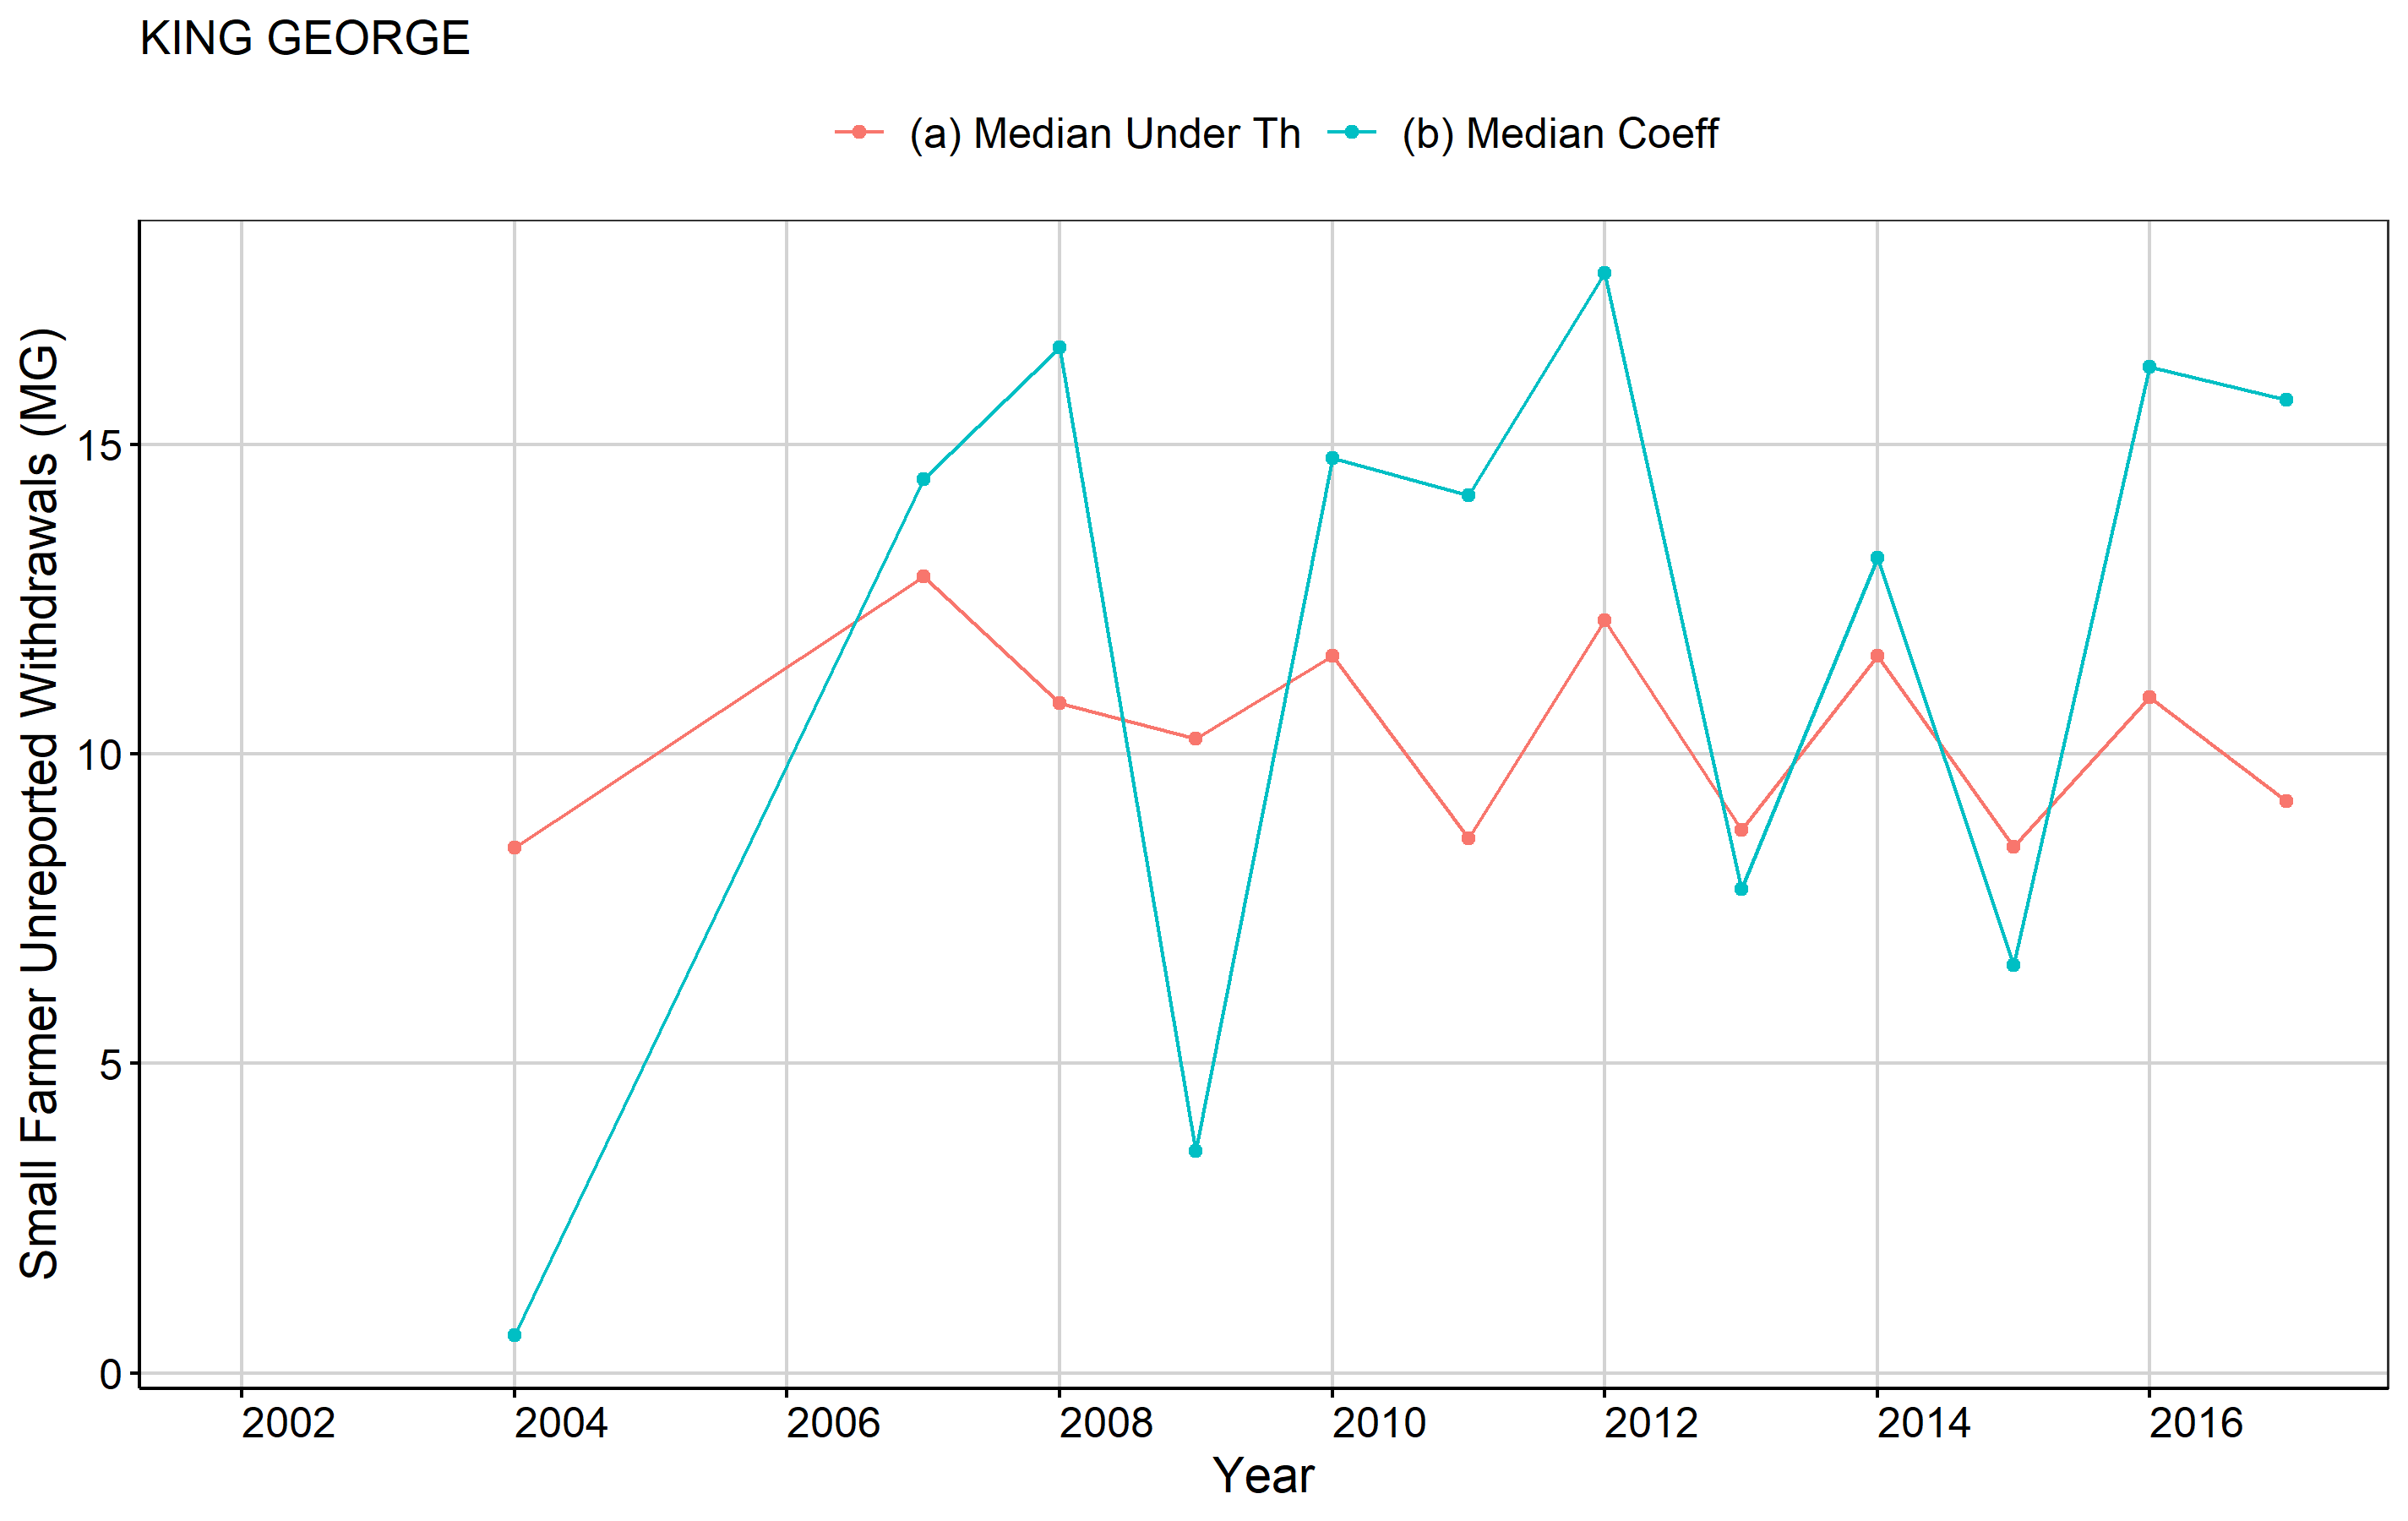 KING GEORGE
(a) Median Under Th (b) Median Coeff
Small Farmer Unreported Withdrawals (MG)
15
10
5
0
2002 2004 2006 2008 2010 2012 2014 2016
Year